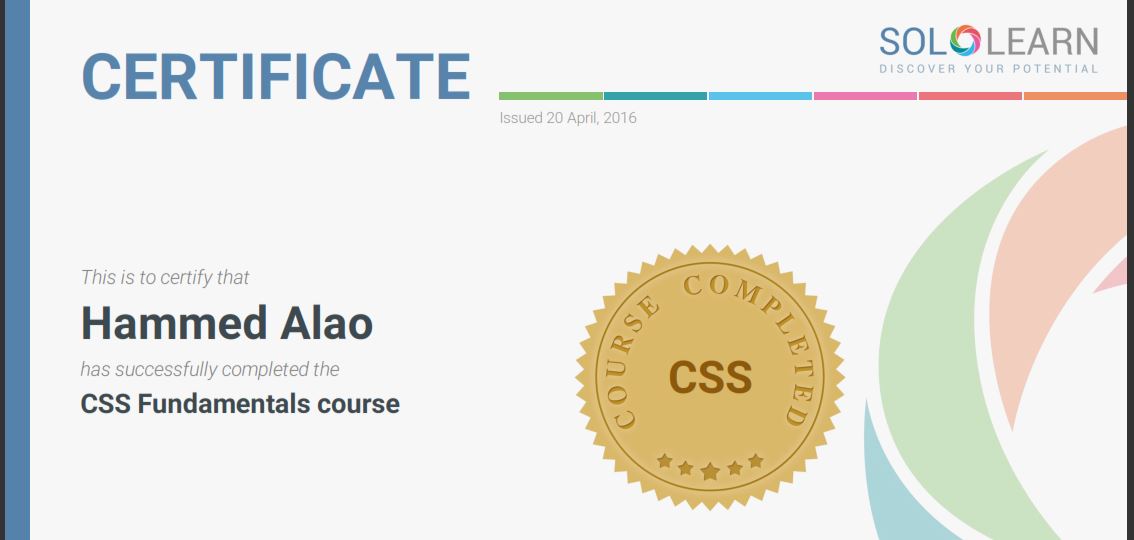 CERTIFICATE
SOLOLEARN
DISCOVER YOUR POTENTIAL
Issued 20 April, 2016
This is to certify that
Hammed Alao
has successfully completed the
CSS Fundamentals course
COURSE COMPLETED
CSS